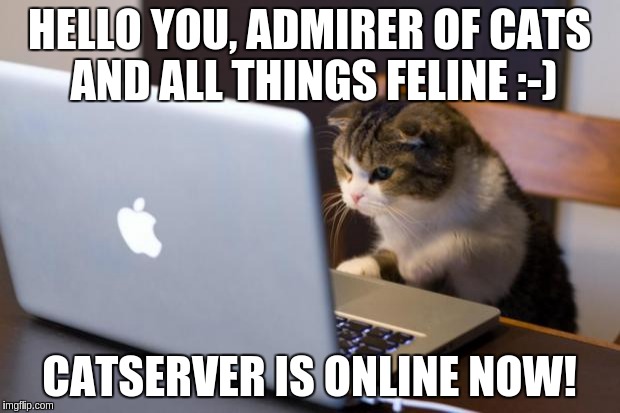 HELLO YOU, ADMIRER OF CATS
AND ALL THINGS FELINE :-)
CATSERVER IS ONLINE NOW!
imgflip.com